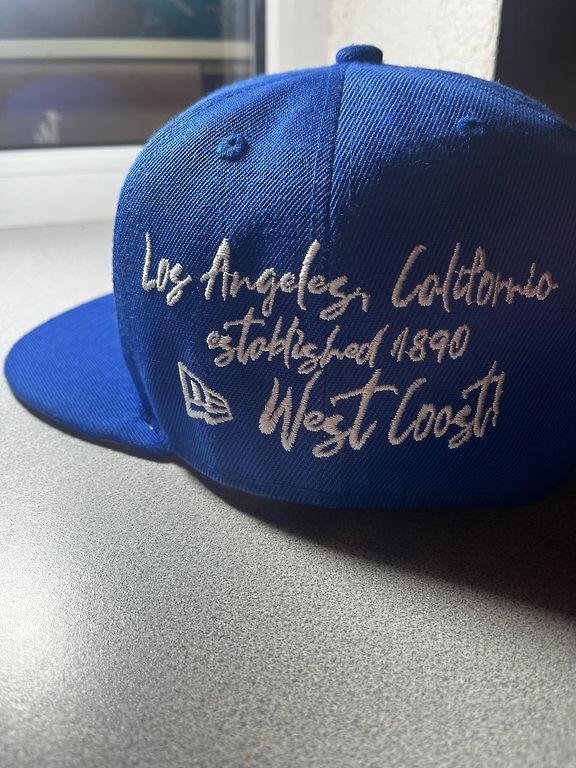 Los Angeles, California
established 1890
West Coast!